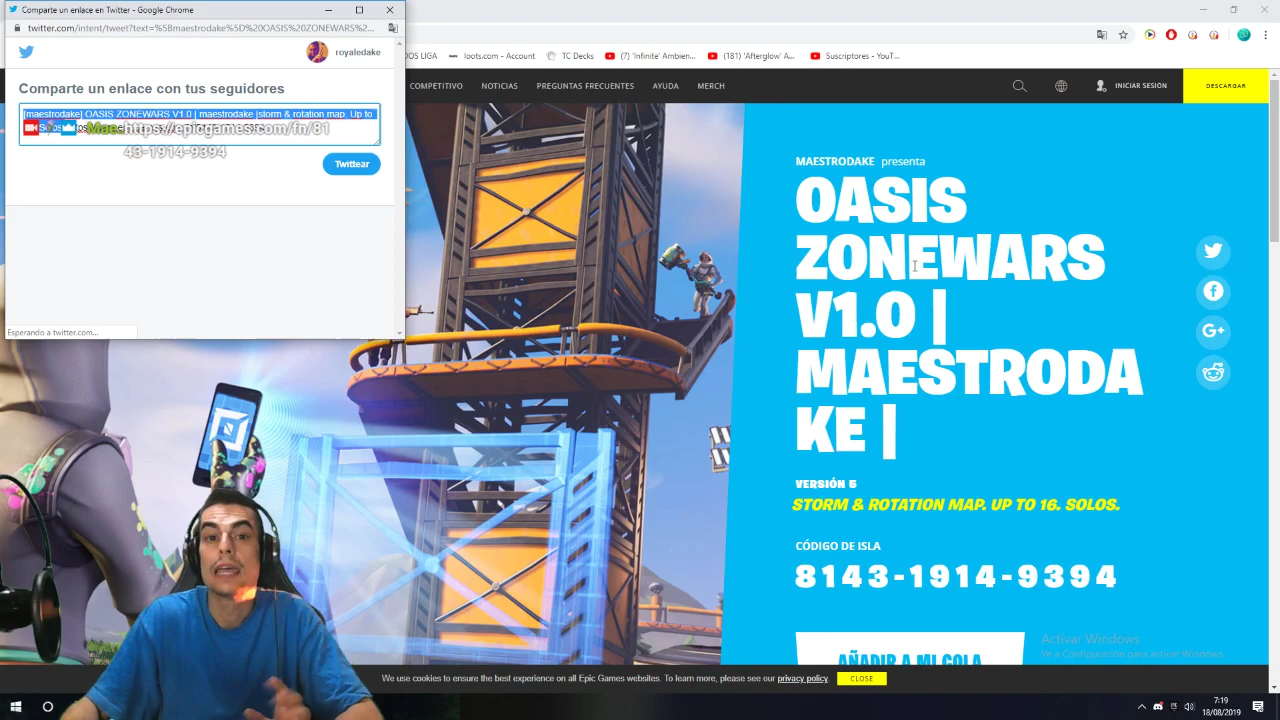 Compartir un enlace en Twitter - Google Chrome
twitter.com/intent/tweet?text=%5Bmaestrodake%5D%20OASIS%20ZONEWARS%2...
royaledake
Comparte un enlace con tus seguidores
[maestrodake] OASIS ZONEWARS V1.0 | maestrodake |storm & rotation map. Up to
https://epicgames.com/fn/81
43-1914-9394
Twittear
Esperando a twitter.com...
DOS LIGA
loots.com - Account
TC Decks
(7) 'Infinite' Ambien...
(181) 'Afterglow' A...
Suscriptores - YouT...
COMPETITIVO
NOTICIAS
PREGUNTAS FRECUENTES
AYUDA
MERCH
INICIAR SESIÓN
DESCARGAR
MAESTRODAKE presenta
OASIS
ZONEWARS
V1.0 |
MAESTRODA
KE |
VERSIÓN 5
STORM & ROTATION MAP. UP TO 16. SOLOS.
CÓDIGO DE ISLA
8143-1914-9394
AÑADIR A MI COLA
Activar Windows
Ve a Configuración para activar Windows.
We use cookies to ensure the best experience on all Epic Games websites. To learn more, please see our privacy policy.
CLOSE
7:19
18/08/2019